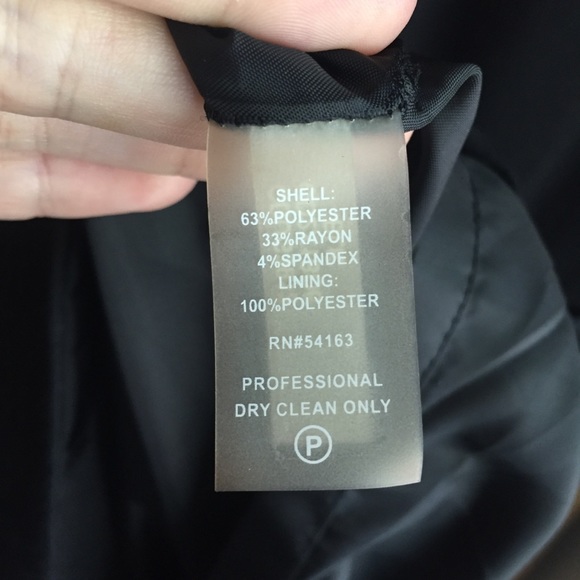 SHELL:
63%POLYESTER
33%RAYON
4%SPANDEX
LINING:
100%POLYESTER
RN#54163
PROFESSIONAL
DRY CLEAN ONLY
P